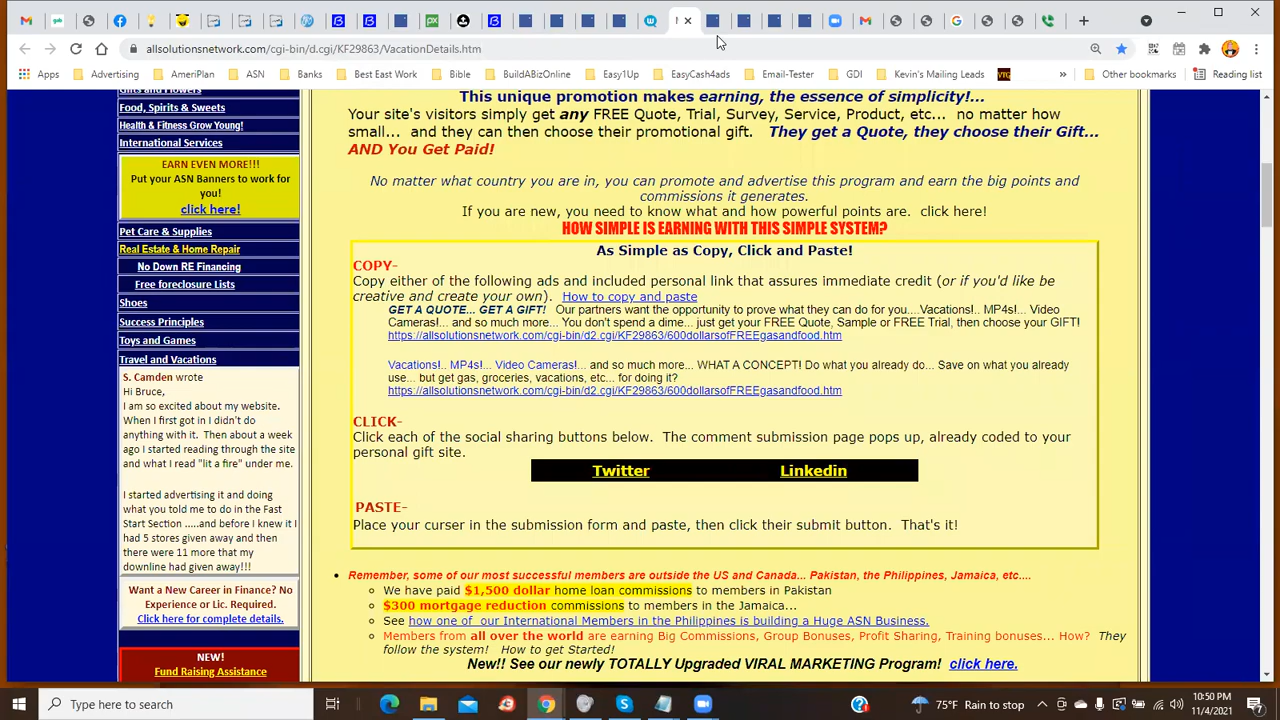 allsolutionsnetwork.com/cgi-bin/d.cgi/KF29863/VacationDetails.htm
Apps
Advertising
AmeriPlan
ASN
Banks
Best East Work
Bible
BuildABizOnline
Easy1Up
EasyCash4ads
Email-Tester
GDI
Kevin's Mailing Leads
»
Other bookmarks
Reading list
Gifts and Flowers
Food, Spirits & Sweets
Health & Fitness Grow Young!
International Services
EARN EVEN MORE!!!
Put your ASN Banners to work for
you!
click here!
Pet Care & Supplies
Real Estate & Home Repair
No Down RE Financing
Free foreclosure Lists
Shoes
Success Principles
Toys and Games
Travel and Vacations
S. Camden wrote
Hi Bruce,
I am so excited about my website.
When I first got in I didn't do
anything with it.  Then about a week
ago I started reading through the site
and what I read "lit a fire" under me.
I started advertising it and doing
what you told me to do in the Fast
Start Section .....and before I knew it I
had 5 stores given away and then
there were 11 more that my
downline had given away!!!
Want a New Career in Finance? No
Experience or Lic. Required.
Click here for complete details.
NEW!
Fund Raising Assistance
This unique promotion makes earning, the essence of simplicity!...
Your site's visitors simply get any FREE Quote, Trial, Survey, Service, Product, etc...  no matter how
small...  and they can then choose their promotional gift.   They get a Quote, they choose their Gift...
AND You Get Paid!
No matter what country you are in, you can promote and advertise this program and earn the big points and
commissions it generates.
If you are new, you need to know what and how powerful points are.  click here!
HOW SIMPLE IS EARNING WITH THIS SIMPLE SYSTEM?
As Simple as Copy, Click and Paste!
COPY-
Copy either of the following ads and included personal link that assures immediate credit (or if you'd like be
creative and create your own).  How to copy and paste
GET A QUOTE... GET A GIFT!  Our partners want the opportunity to prove what they can do for you....Vacations!.. MP4s!... Video
Cameras!... and so much more... You don't spend a dime... just get your FREE Quote, Sample or FREE Trial, then choose your GIFT!
https://allsolutionsnetwork.com/cgi-bin/d2.cgi/KF29863/600dollarsofFREEgasandfood.htm
Vacations!.. MP4s!... Video Cameras!... and so much more... WHAT A CONCEPT! Do what you already do... Save on what you already
use... but get gas, groceries, vacations, etc... for doing it?
https://allsolutionsnetwork.com/cgi-bin/d2.cgi/KF29863/600dollarsofFREEgasandfood.htm
CLICK-
Click each of the social sharing buttons below.  The comment submission page pops up, already coded to your
personal gift site.
Twitter
Linkedin
PASTE-
Place your curser in the submission form and paste, then click their submit button.  That's it!
• Remember, some of our most successful members are outside the US and Canada... Pakistan, the Philippines, Jamaica, etc....
o We have paid $1,500 dollar home loan commissions to members in Pakistan
o $300 mortgage reduction commissions to members in the Jamaica...
o See how one of  our International Members in the Philippines is building a Huge ASN Business.
o Members from all over the world are earning Big Commissions, Group Bonuses, Profit Sharing, Training bonuses... How?  They
follow the system!   How to get Started!
New!! See our newly TOTALLY Upgraded VIRAL MARKETING Program!  click here.
Type here to search
75°F  Rain to stop
10:50 PM
11/4/2021